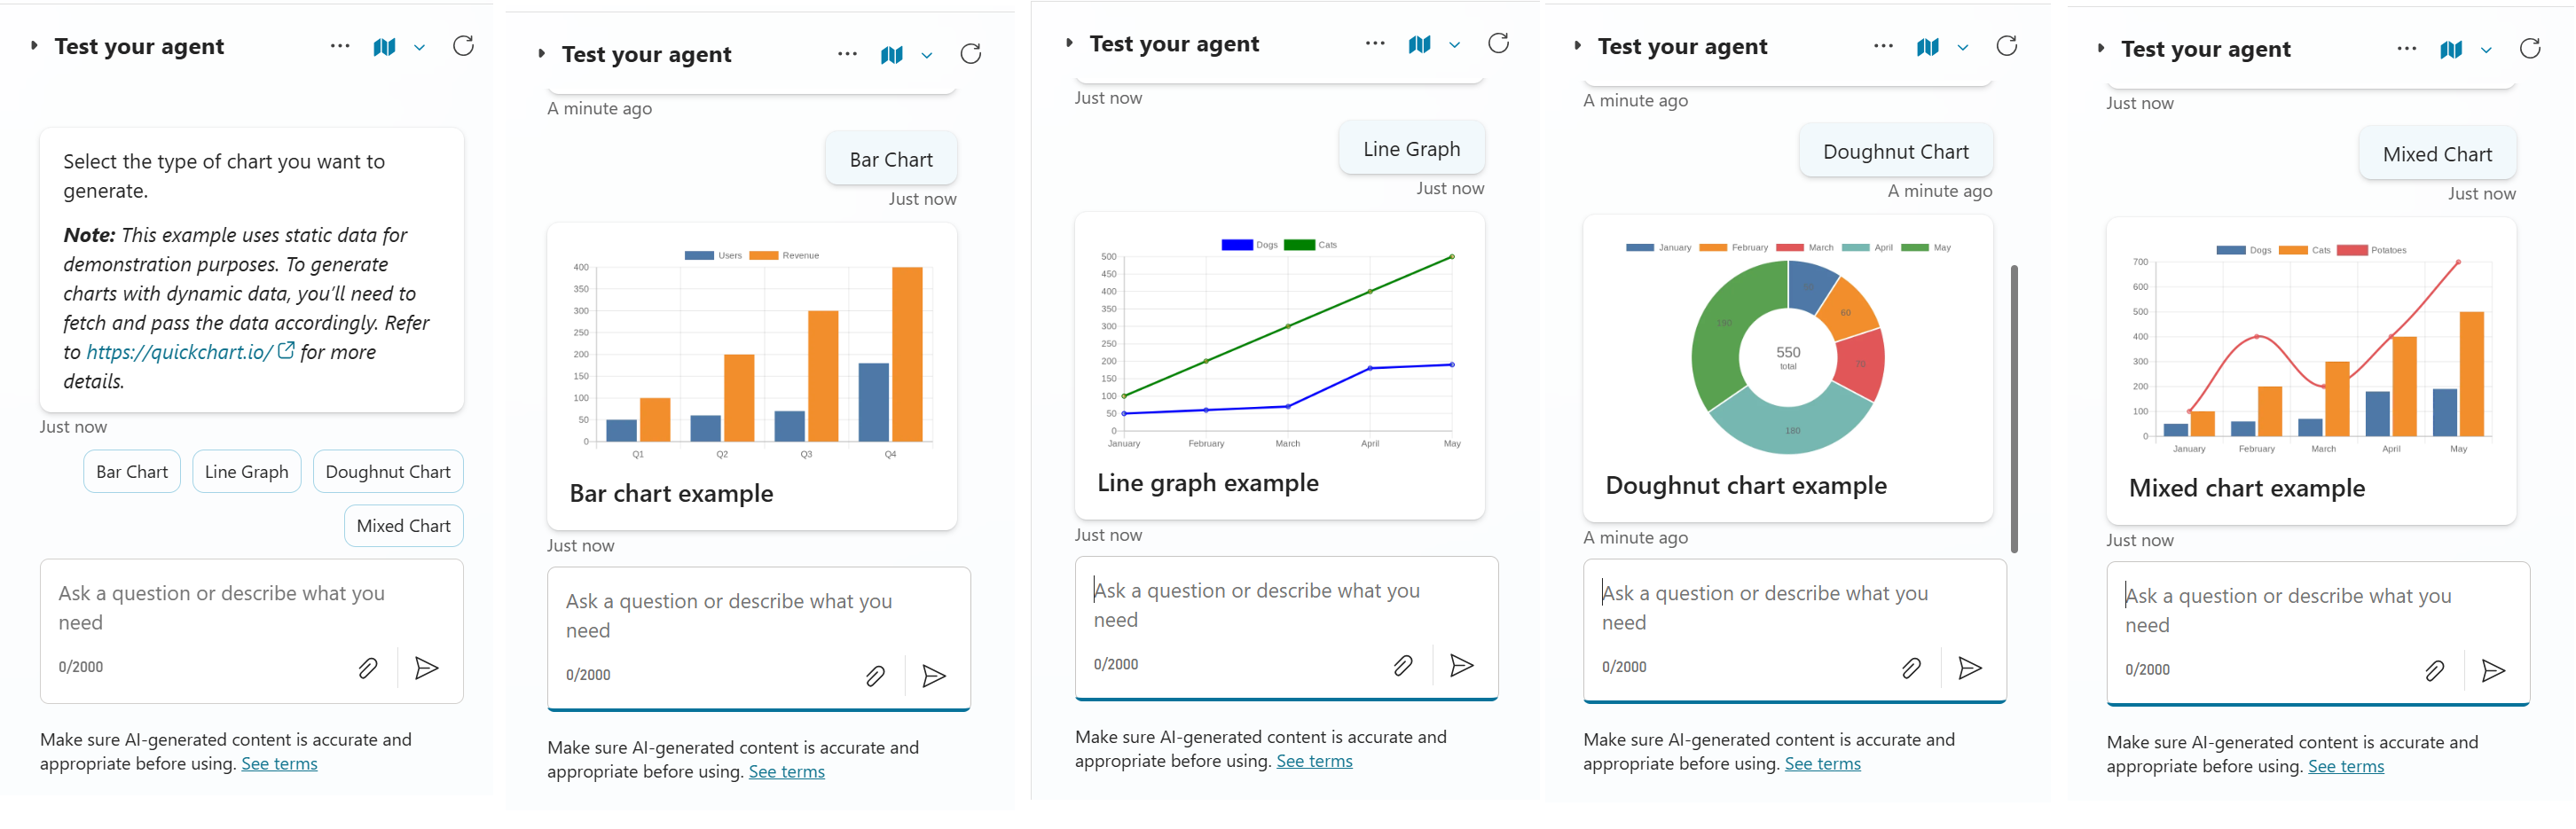 Test your agent
Select the type of chart you want to
generate.
Note: This example uses static data for
demonstration purposes. To generate
charts with dynamic data, you'll need to
fetch and pass the data accordingly. Refer
to https://quickchart.io/ for more
details.
Just now
Bar Chart
Line Graph
Doughnut Chart
Mixed Chart
Ask a question or describe what you
need
0/2000
Make sure AI-generated content is accurate and
appropriate before using. See terms
Test your agent
A minute ago
Bar Chart
Just now
Users Revenue
400
350
300
250
200
150
100
50
0
Q1 Q2 Q3 Q4
Bar chart example
Just now
Ask a question or describe what you
need
0/2000
Make sure AI-generated content is accurate and
appropriate before using. See terms
Test your agent
Just now
Line Graph
Just now
Dogs Cats
500
450
400
350
300
250
200
150
100
50
0
January February March April May
Line graph example
Just now
Ask a question or describe what you
need
0/2000
Make sure AI-generated content is accurate and
appropriate before using. See terms
Test your agent
A minute ago
Doughnut Chart
A minute ago
January February March April May
60
70
180
190
550
total
Doughnut chart example
A minute ago
Ask a question or describe what you
need
0/2000
Make sure AI-generated content is accurate and
appropriate before using. See terms
Test your agent
Just now
Mixed Chart
Just now
Dogs Cats Potatoes
700
600
500
400
300
200
100
0
January February March April May
Mixed chart example
Just now
Ask a question or describe what you
need
0/2000
Make sure AI-generated content is accurate and
appropriate before using. See terms